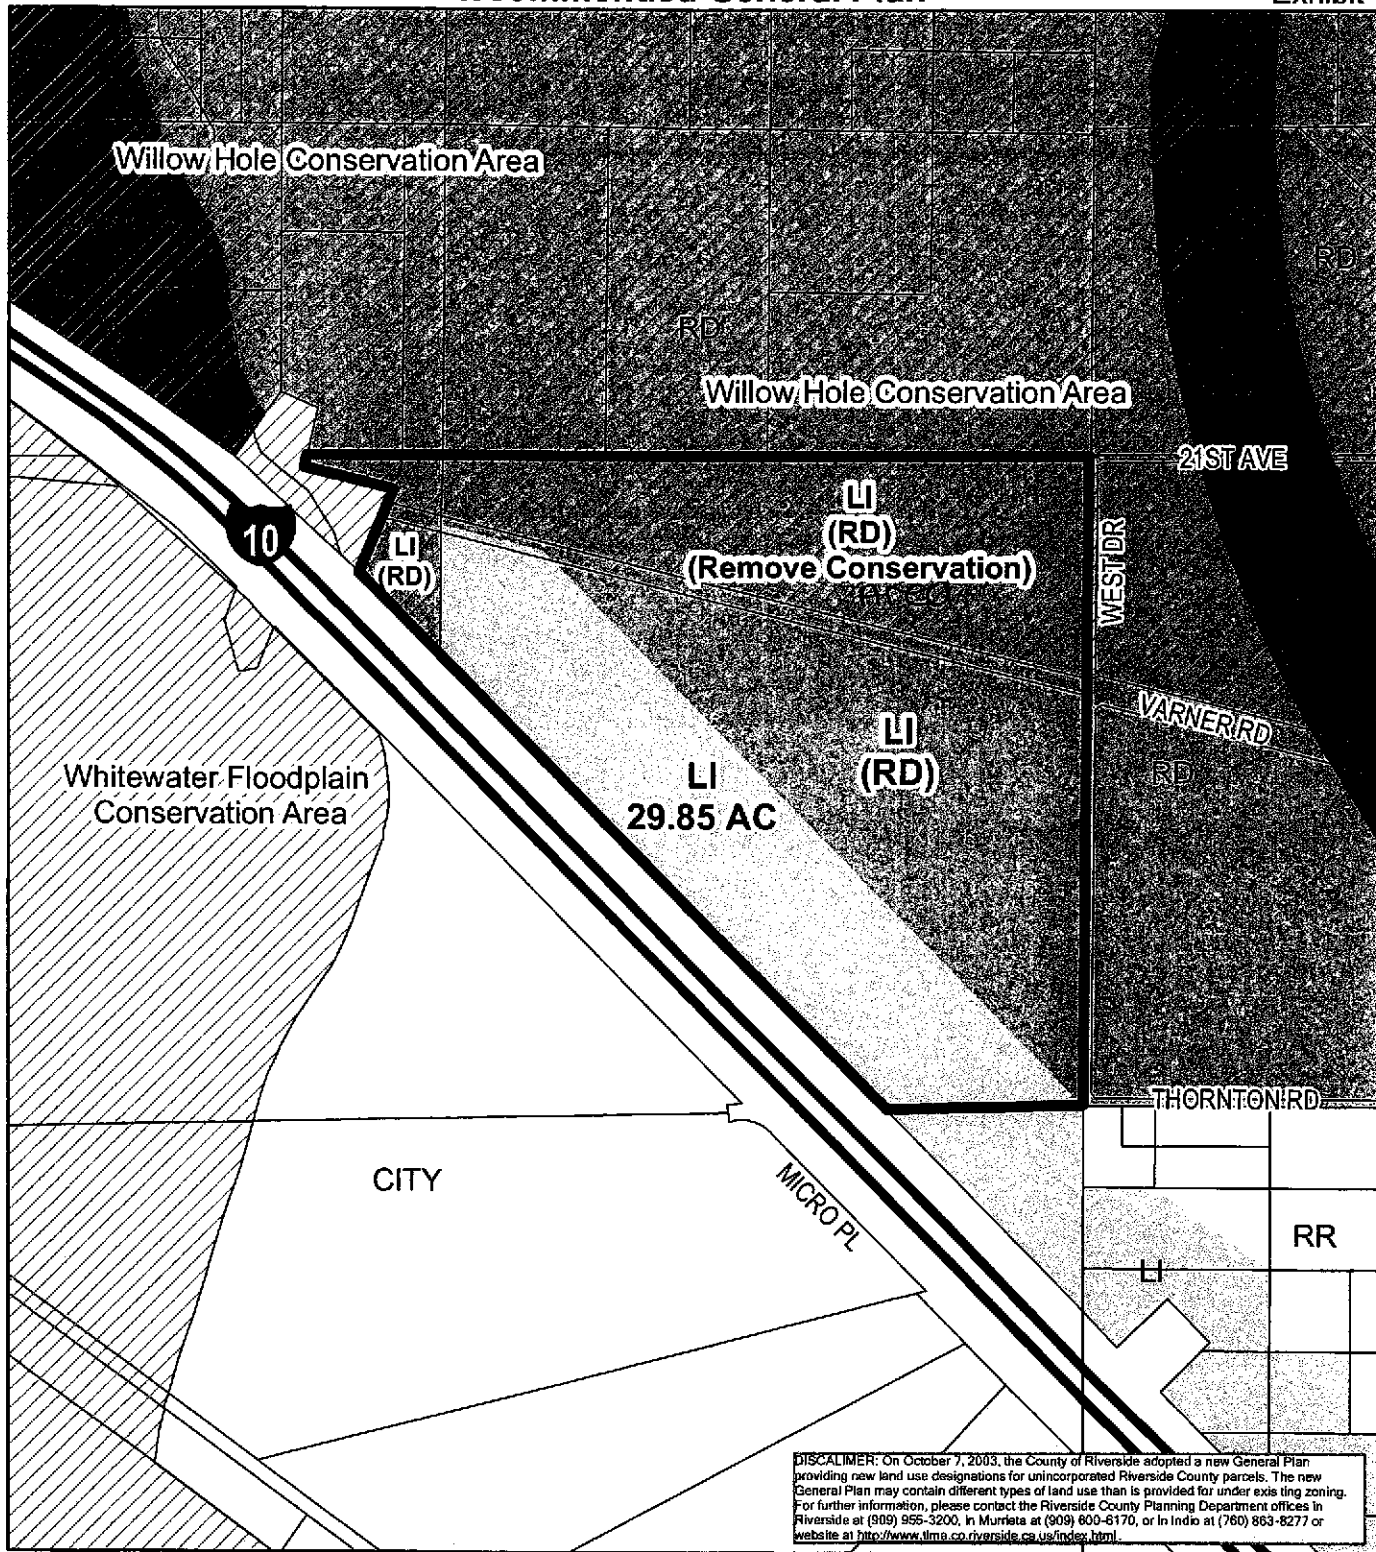 Recommended General Plan
Exhibit
Willow Hole Conservation Area
RD
RD
Willow Hole Conservation Area
21ST AVE
LI
(RD)
(Remove Conservation)
10
LI
(RD)
WEST DR
VARNER RD
LI
(RD)
RD
LI
29.85 AC
Whitewater Floodplain
Conservation Area
THORNTON RD
CITY
MICRO PL
RR
LI
DISCALIMER: On October 7, 2003, the County of Riverside adopted a new General Plan
providing new land use designations for unincorporated Riverside County parcels. The new
General Plan may contain different types of land use than is provided for under existing zoning.
For further information, please contact the Riverside County Planning Department offices in
Riverside at (909) 955-3200, in Murrieta at (909) 600-6170, or in Indio at (760) 863-8277 or
website at http://www.tlma.co.riverside.ca.us/index.html.